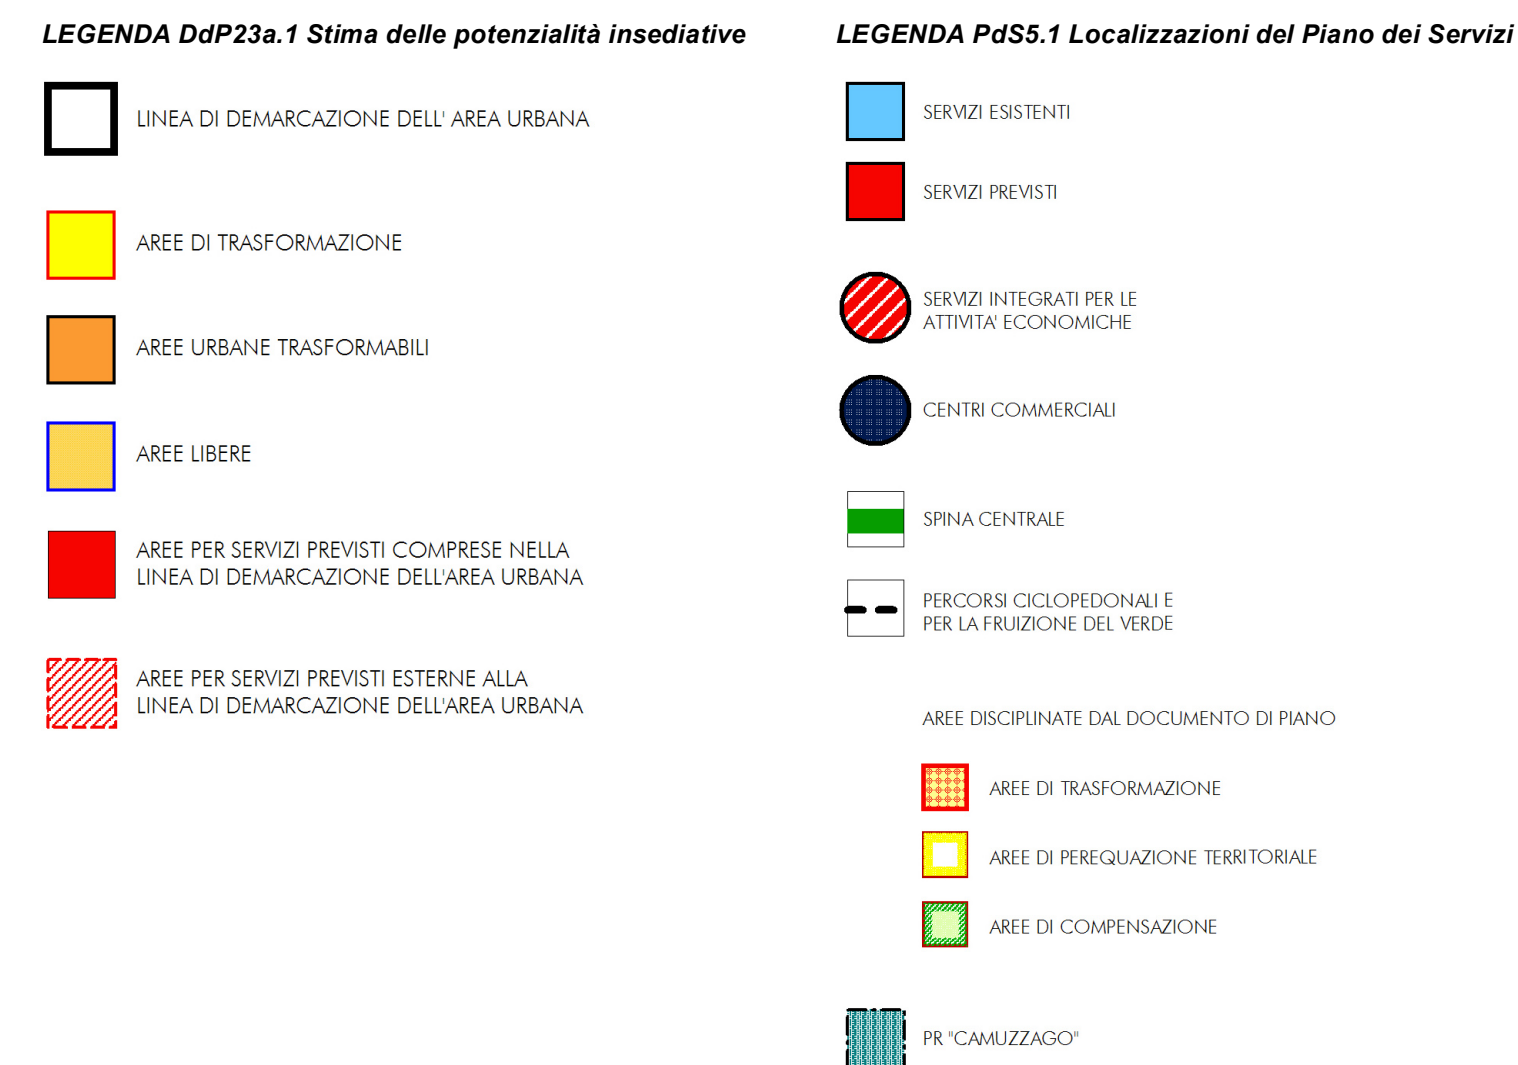 LEGENDA DdP23a.1 Stima delle potenzialità insediative
LINEA DI DEMARCAZIONE DELL' AREA URBANA
AREE DI TRASFORMAZIONE
AREE URBANE TRASFORMABILI
AREE LIBERE
AREE PER SERVIZI PREVISTI COMPRESE NELLA
LINEA DI DEMARCAZIONE DELL'AREA URBANA
AREE PER SERVIZI PREVISTI ESTERNE ALLA
LINEA DI DEMARCAZIONE DELL'AREA URBANA
LEGENDA PdS5.1 Localizzazioni del Piano dei Servizi
SERVIZI ESISTENTI
SERVIZI PREVISTI
SERVIZI INTEGRATI PER LE
ATTIVITA' ECONOMICHE
CENTRI COMMERCIALI
SPINA CENTRALE
PERCORSI CICLOPEDONALI E
PER LA FRUIZIONE DEL VERDE
AREE DISCIPLINATE DAL DOCUMENTO DI PIANO
AREE DI TRASFORMAZIONE
AREE DI PEREQUAZIONE TERRITORIALE
AREE DI COMPENSAZIONE
PR "CAMUZZAGO"